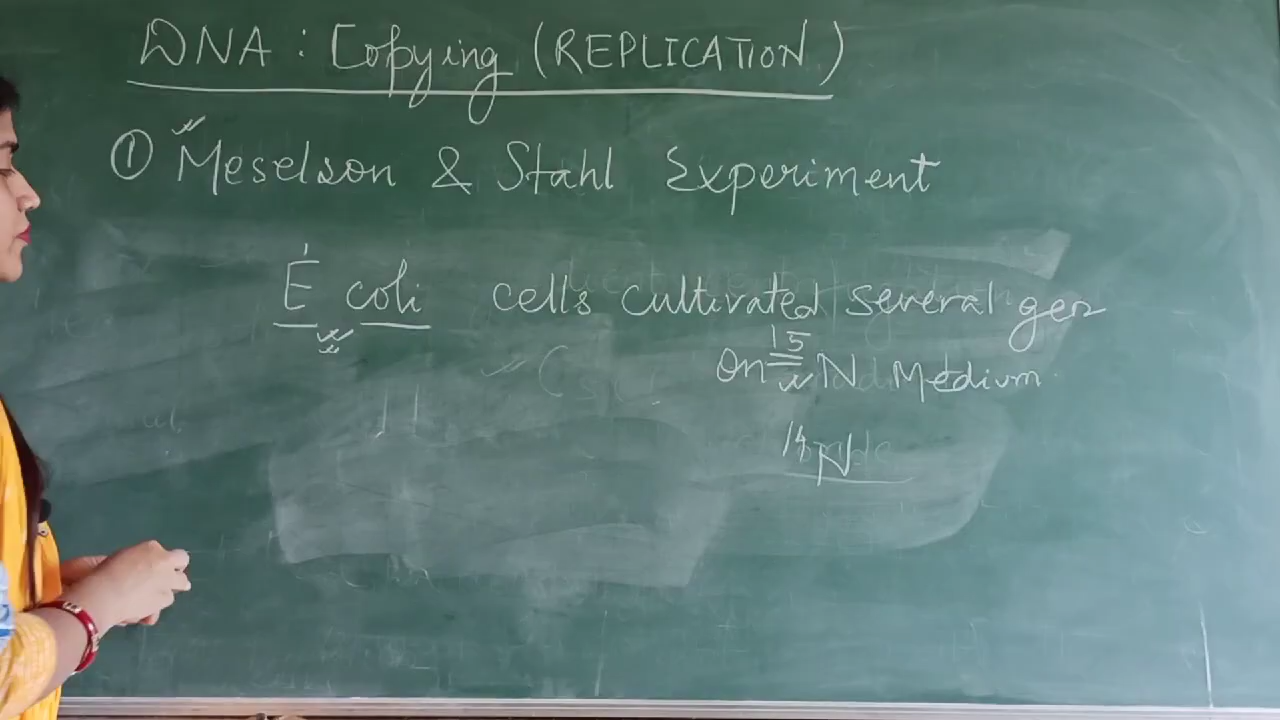 DNA : Copying (REPLICATION)
① Meselson & Stahl Experiment
E coli cells cultivated several gen
on 15N Medium.
14N